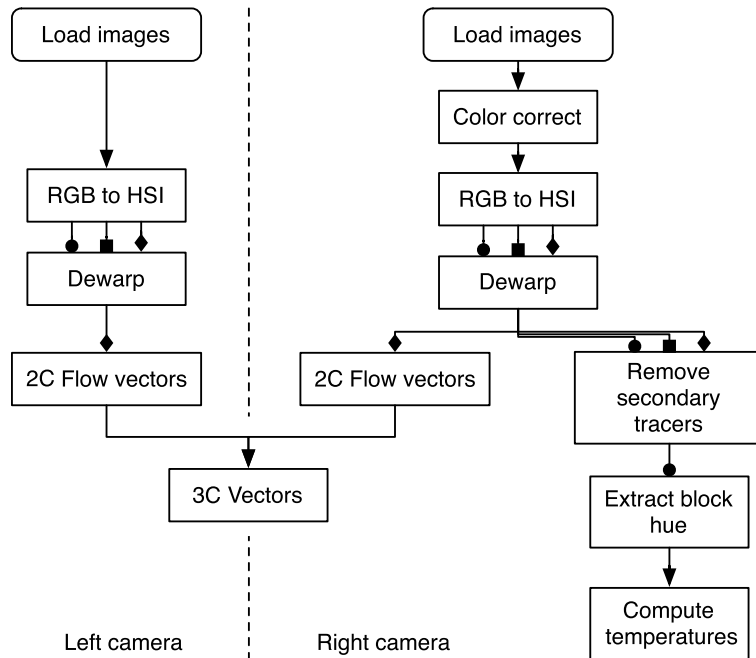 Load images
Load images
Color correct
RGB to HSI
RGB to HSI
Dewarp
Dewarp
2C Flow vectors
2C Flow vectors
Remove
secondary
tracers
3C Vectors
Extract block
hue
Compute
temperatures
Left camera
Right camera